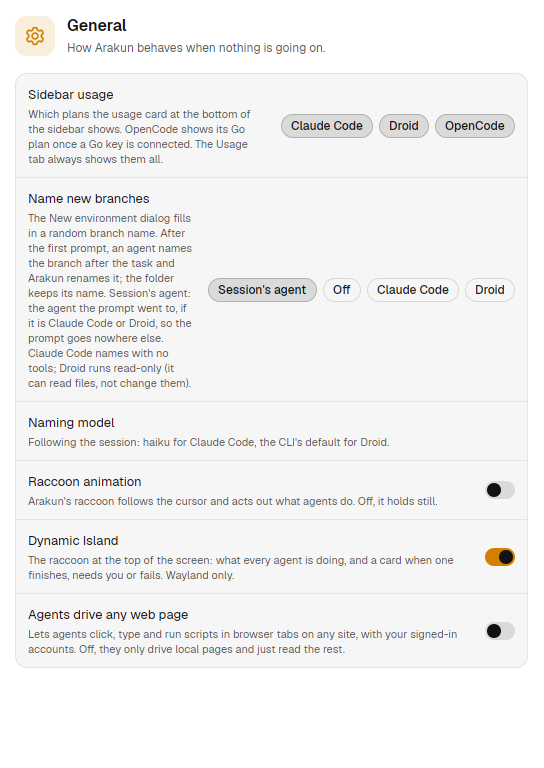 General
How Arakun behaves when nothing is going on.
Sidebar usage
Which plans the usage card at the bottom of
the sidebar shows. OpenCode shows its Go
plan once a Go key is connected. The Usage
tab always shows them all.
Claude Code Droid OpenCode
Name new branches
The New environment dialog fills
in a random branch name. After
the first prompt, an agent names
the branch after the task and
Arakun renames it; the folder
keeps its name. Session's agent:
the agent the prompt went to, if
it is Claude Code or Droid, so the
prompt goes nowhere else.
Claude Code names with no
tools; Droid runs read-only (it
can read files, not change them).
Session's agent Off Claude Code Droid
Naming model
Following the session: haiku for Claude Code, the CLI's default for Droid.
Raccoon animation
Arakun's raccoon follows the cursor and acts out what agents do. Off, it holds still.
Dynamic Island
The raccoon at the top of the screen: what every agent is doing, and a card when one
finishes, needs you or fails. Wayland only.
Agents drive any web page
Lets agents click, type and run scripts in browser tabs on any site, with your signed-in
accounts. Off, they only drive local pages and just read the rest.